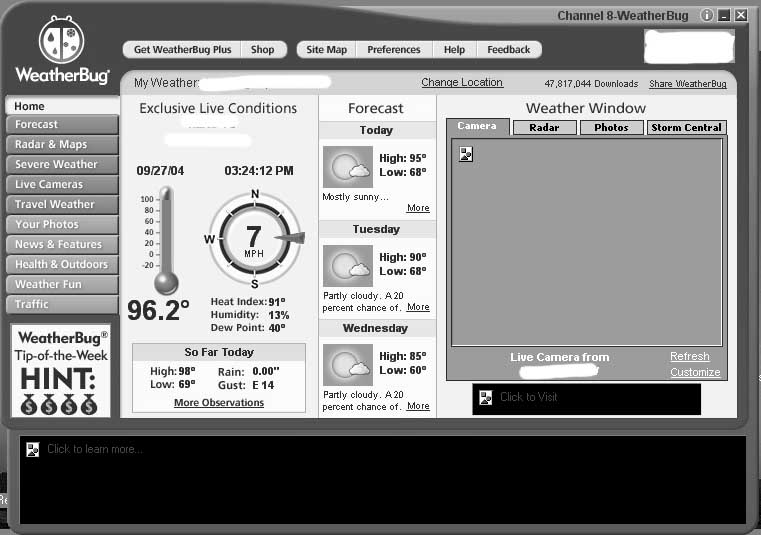 Channel 8-WeatherBug
WeatherBug®
Get WeatherBug Plus Shop Site Map Preferences Help Feedback
My Weather: Change Location 47,817,044 Downloads Share WeatherBug
Home
Forecast
Radar & Maps
Severe Weather
Live Cameras
Travel Weather
Your Photos
News & Features
Health & Outdoors
Weather Fun
Traffic
WeatherBug®
Tip-of-the-Week
HINT:
$ $ $ $
Exclusive Live Conditions
09/27/04 03:24:12 PM
100
80
60
40
20
0
-20
N
W
S
7
MPH
96.2°
Heat Index: 91°
Humidity: 13%
Dew Point: 40°
So Far Today
High: 98° Rain: 0.00"
Low: 69° Gust: E 14
More Observations
Forecast
Today
High: 95°
Low: 68°
Mostly sunny...
More
Tuesday
High: 90°
Low: 68°
Partly cloudy. A 20
percent chance of. More
Wednesday
High: 85°
Low: 60°
Partly cloudy. A 20
percent chance of. More
Weather Window
Camera Radar Photos Storm Central
Live Camera from Refresh
Customize
Click to Visit
Click to learn more...
Re